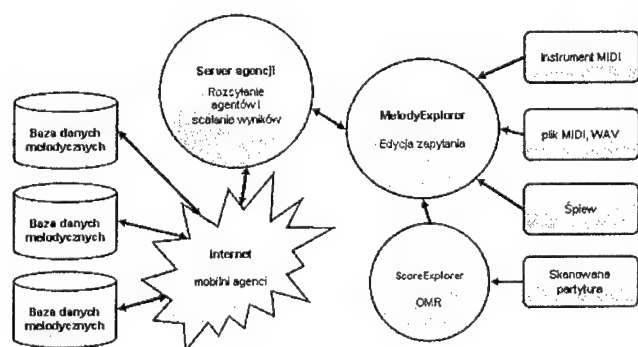 Server agencji
Rozsyłanie
agentów i
scalanie wyników
Baza danych
melodycznych
Baza danych
melodycznych
Baza danych
melodycznych
Internet
mobilni agenci
MelodyExplorer
Edycja zapytania
ScoreExplorer
OMR
Instrument MIDI
plik MIDI, WAV
Śpiew
Skanowana
partytura